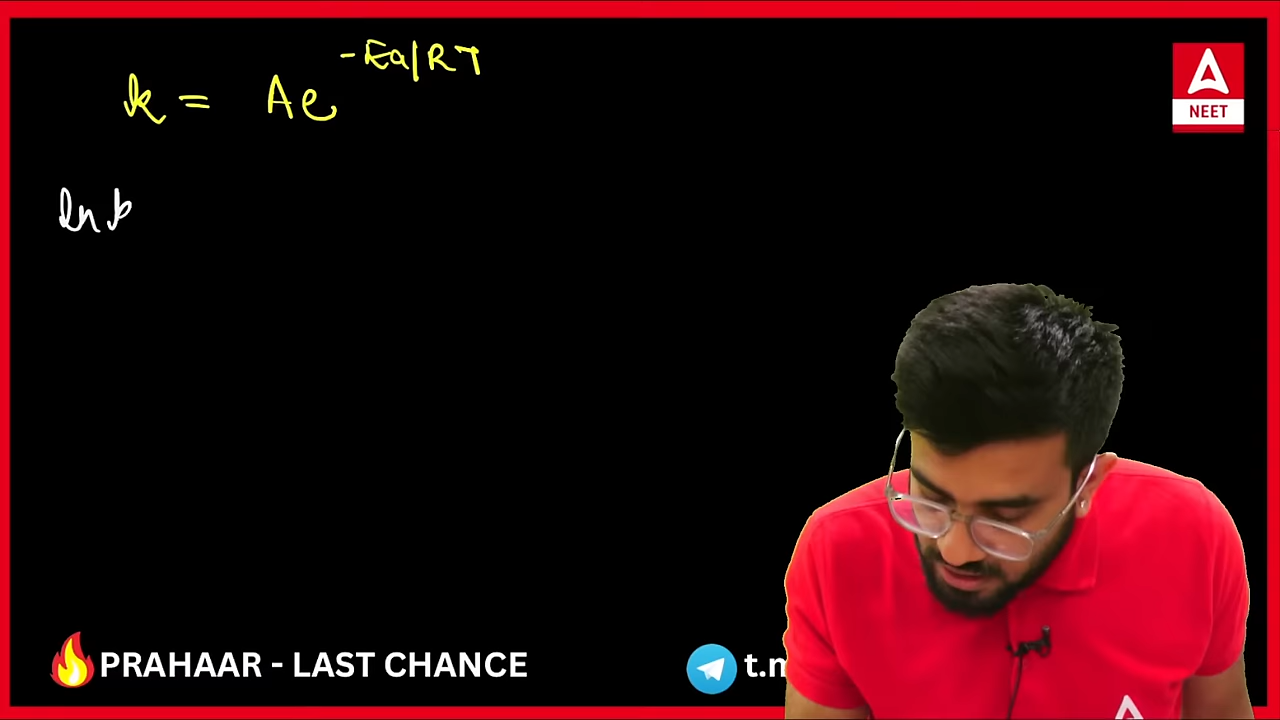 k = Ae^-Ea/RT
NEET
ln k
PRAHAAR - LAST CHANCE
t.m